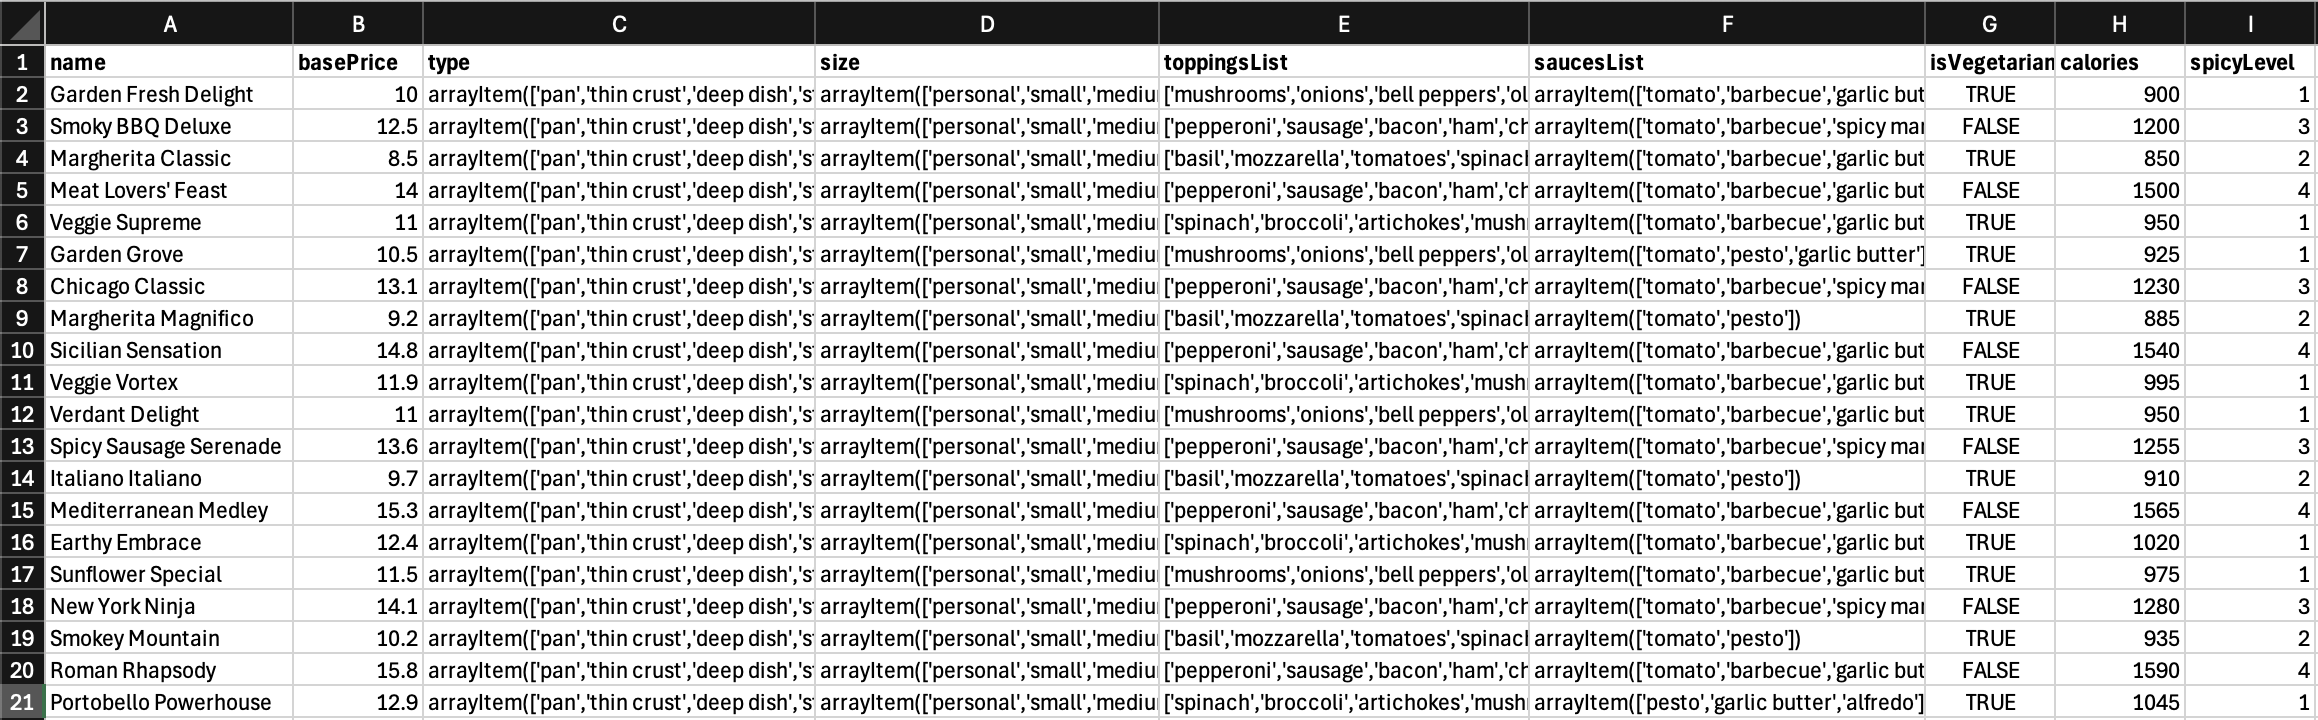 A B C D E F G H I
1 name basePrice type size toppingsList saucesList isVegetarian calories spicyLevel
2 Garden Fresh Delight 10 arrayItem(['pan','thin crust','deep dish','s arrayItem(['personal','small','mediu ['mushrooms','onions','bell peppers','ol arrayItem(['tomato','barbecue','garlic but TRUE 900 1
3 Smoky BBQ Deluxe 12.5 arrayItem(['pan','thin crust','deep dish','s arrayItem(['personal','small','mediu ['pepperoni','sausage','bacon','ham','ch arrayItem(['tomato','barbecue','spicy mar FALSE 1200 3
4 Margherita Classic 8.5 arrayItem(['pan','thin crust','deep dish','s arrayItem(['personal','small','mediu ['basil','mozzarella','tomatoes','spinach arrayItem(['tomato','barbecue','garlic but TRUE 850 2
5 Meat Lovers' Feast 14 arrayItem(['pan','thin crust','deep dish','s arrayItem(['personal','small','mediu ['pepperoni','sausage','bacon','ham','ch arrayItem(['tomato','barbecue','garlic but FALSE 1500 4
6 Veggie Supreme 11 arrayItem(['pan','thin crust','deep dish','s arrayItem(['personal','small','mediu ['spinach','broccoli','artichokes','mush arrayItem(['tomato','barbecue','garlic but TRUE 950 1
7 Garden Grove 10.5 arrayItem(['pan','thin crust','deep dish','s arrayItem(['personal','small','mediu ['mushrooms','onions','bell peppers','ol arrayItem(['tomato','pesto','garlic butter'] TRUE 925 1
8 Chicago Classic 13.1 arrayItem(['pan','thin crust','deep dish','s arrayItem(['personal','small','mediu ['pepperoni','sausage','bacon','ham','ch arrayItem(['tomato','barbecue','spicy mar FALSE 1230 3
9 Margherita Magnifico 9.2 arrayItem(['pan','thin crust','deep dish','s arrayItem(['personal','small','mediu ['basil','mozzarella','tomatoes','spinach arrayItem(['tomato','pesto']) TRUE 885 2
10 Sicilian Sensation 14.8 arrayItem(['pan','thin crust','deep dish','s arrayItem(['personal','small','mediu ['pepperoni','sausage','bacon','ham','ch arrayItem(['tomato','barbecue','garlic but FALSE 1540 4
11 Veggie Vortex 11.9 arrayItem(['pan','thin crust','deep dish','s arrayItem(['personal','small','mediu ['spinach','broccoli','artichokes','mush arrayItem(['tomato','barbecue','garlic but TRUE 995 1
12 Verdant Delight 11 arrayItem(['pan','thin crust','deep dish','s arrayItem(['personal','small','mediu ['mushrooms','onions','bell peppers','ol arrayItem(['tomato','barbecue','garlic but TRUE 950 1
13 Spicy Sausage Serenade 13.6 arrayItem(['pan','thin crust','deep dish','s arrayItem(['personal','small','mediu ['pepperoni','sausage','bacon','ham','ch arrayItem(['tomato','barbecue','spicy mar FALSE 1255 3
14 Italiano Italiano 9.7 arrayItem(['pan','thin crust','deep dish','s arrayItem(['personal','small','mediu ['basil','mozzarella','tomatoes','spinach arrayItem(['tomato','pesto']) TRUE 910 2
15 Mediterranean Medley 15.3 arrayItem(['pan','thin crust','deep dish','s arrayItem(['personal','small','mediu ['pepperoni','sausage','bacon','ham','ch arrayItem(['tomato','barbecue','garlic but FALSE 1565 4
16 Earthy Embrace 12.4 arrayItem(['pan','thin crust','deep dish','s arrayItem(['personal','small','mediu ['spinach','broccoli','artichokes','mush arrayItem(['tomato','barbecue','garlic but TRUE 1020 1
17 Sunflower Special 11.5 arrayItem(['pan','thin crust','deep dish','s arrayItem(['personal','small','mediu ['mushrooms','onions','bell peppers','ol arrayItem(['tomato','barbecue','garlic but TRUE 975 1
18 New York Ninja 14.1 arrayItem(['pan','thin crust','deep dish','s arrayItem(['personal','small','mediu ['pepperoni','sausage','bacon','ham','ch arrayItem(['tomato','barbecue','spicy mar FALSE 1280 3
19 Smokey Mountain 10.2 arrayItem(['pan','thin crust','deep dish','s arrayItem(['personal','small','mediu ['basil','mozzarella','tomatoes','spinach arrayItem(['tomato','pesto']) TRUE 935 2
20 Roman Rhapsody 15.8 arrayItem(['pan','thin crust','deep dish','s arrayItem(['personal','small','mediu ['pepperoni','sausage','bacon','ham','ch arrayItem(['tomato','barbecue','garlic but FALSE 1590 4
21 Portobello Powerhouse 12.9 arrayItem(['pan','thin crust','deep dish','s arrayItem(['personal','small','mediu ['spinach','broccoli','artichokes','mush arrayItem(['pesto','garlic butter','alfredo'] TRUE 1045 1